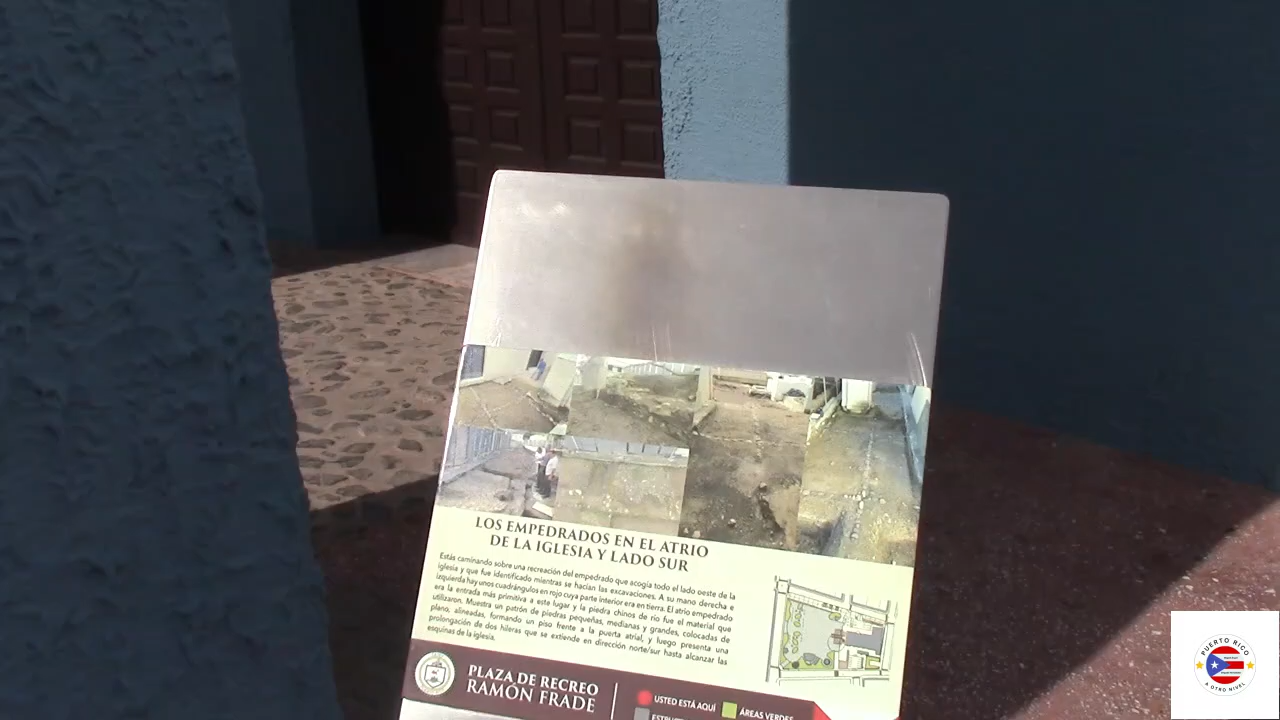 LOS EMPEDRADOS EN EL ATRIO
DE LA IGLESIA Y LADO SUR
Estás caminando sobre una recreación del empedrado que acogía todo el lado oeste de la
iglesia y que fue identificado mientras se hacían las excavaciones. A su mano derecha e
izquierda hay unos cuadrángulos en rojo cuya parte interior era en tierra. El atrio empedrado
era la entrada más primitiva a este lugar y la piedra chinos de río fue el material que
utilizaron. Muestra un patrón de piedras pequeñas, medianas y grandes, colocadas de
plano, alineadas, formando un piso frente a la puerta atrial, y luego presenta una
prolongación de dos hileras que se extiende en dirección norte/sur hasta alcanzar las
esquinas de la iglesia.
PLAZA DE RECREO
RAMÓN FRADE
USTED ESTÁ AQUÍ
ÁREAS VERDES
PUERTO RICO
A OTRO NIVEL